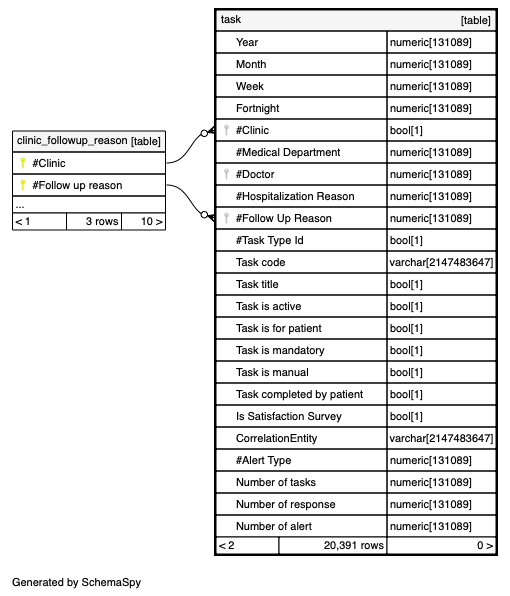 task [table]
Year numeric[131089]
Month numeric[131089]
Week numeric[131089]
Fortnight numeric[131089]
#Clinic bool[1]
#Medical Department numeric[131089]
#Doctor numeric[131089]
#Hospitalization Reason numeric[131089]
#Follow Up Reason numeric[131089]
#Task Type Id bool[1]
Task code varchar[2147483647]
Task title bool[1]
Task is active bool[1]
Task is for patient bool[1]
Task is mandatory bool[1]
Task is manual bool[1]
Task completed by patient bool[1]
Is Satisfaction Survey bool[1]
CorrelationEntity varchar[2147483647]
#Alert Type numeric[131089]
Number of tasks numeric[131089]
Number of response numeric[131089]
Number of alert numeric[131089]
< 2 20,391 rows 0 >
clinic_followup_reason [table]
#Clinic
#Follow up reason
...
< 1 3 rows 10 >
Generated by SchemaSpy